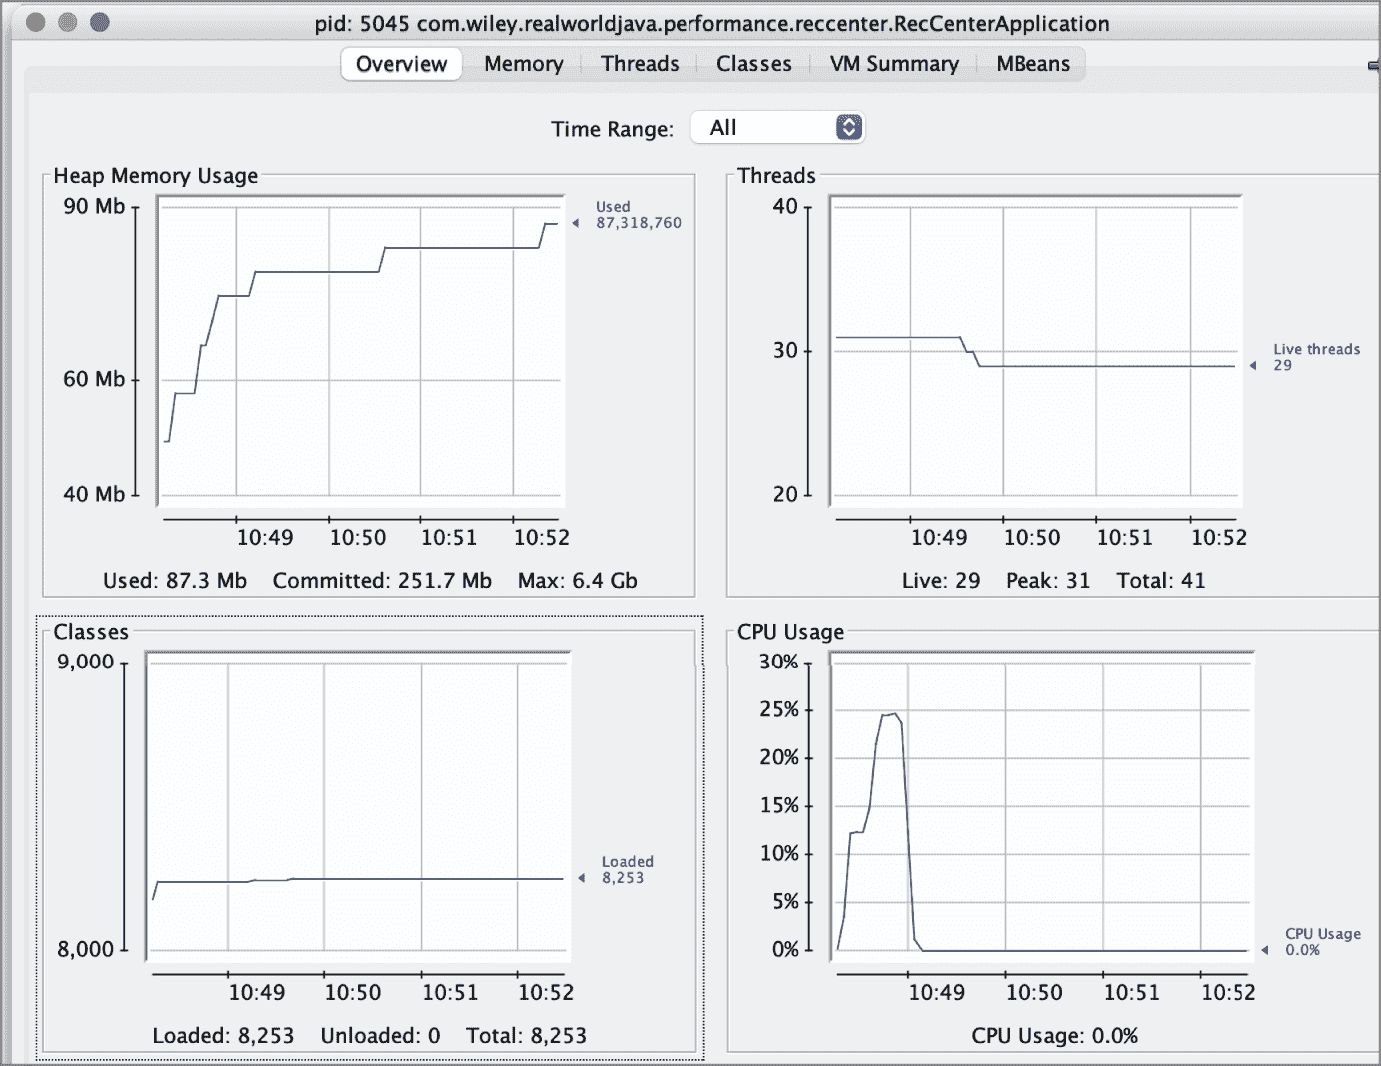 pid: 5045 com.wiley.realworldjava.performance.reccenter.RecCenterApplication
Overview Memory Threads Classes VM Summary MBeans
Time Range: All
Heap Memory Usage
90 Mb
60 Mb
40 Mb
Used
87,318,760
10:49 10:50 10:51 10:52
Used: 87.3 Mb Committed: 251.7 Mb Max: 6.4 Gb
Threads
40
30
20
Live threads
29
10:49 10:50 10:51 10:52
Live: 29 Peak: 31 Total: 41
Classes
9,000
8,000
Loaded
8,253
10:49 10:50 10:51 10:52
Loaded: 8,253 Unloaded: 0 Total: 8,253
CPU Usage
30%
25%
20%
15%
10%
5%
0%
CPU Usage
0.0%
10:49 10:50 10:51 10:52
CPU Usage: 0.0%